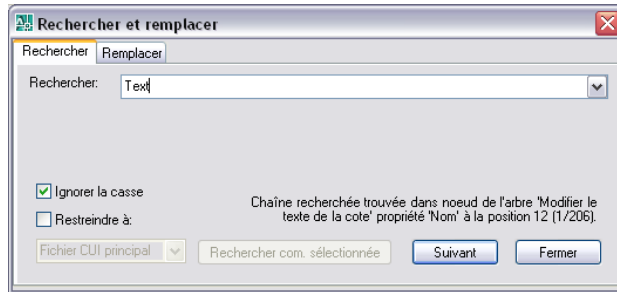 Rechercher et remplacer
Rechercher Remplacer
Rechercher: Text
Ignorer la casse
Chaîne recherchée trouvée dans noeud de l'arbre 'Modifier le
texte de la cote' propriété 'Nom' à la position 12 (1/206).
Restreindre à:
Fichier CUI principal Rechercher com. sélectionnée Suivant Fermer